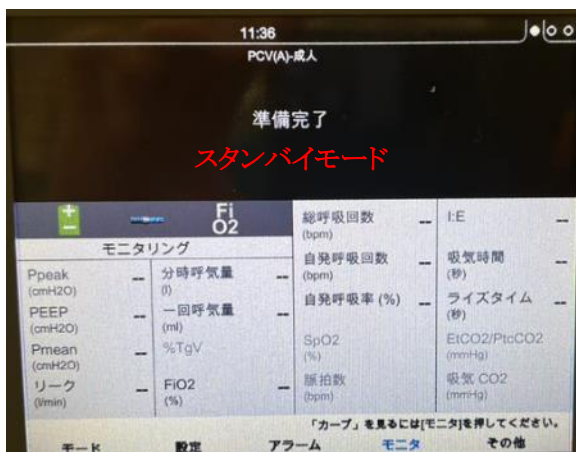 11:36
PCV(A)-成人
準備完了
スタンバイモード
Fi
O2
モニタリング
Ppeak
(cmH2O)
--
PEEP
(cmH2O)
--
Pmean
(cmH2O)
--
リーク
(l/min)
--
分時呼気量
(l)
--
一回呼気量
(ml)
--
%TgV
FiO2
(%)
--
総呼吸回数
(bpm)
--
自発呼吸回数
(bpm)
--
自発呼吸率 (%)
--
SpO2
(%)
脈拍数
(bpm)
I:E
--
吸気時間
(秒)
--
ライズタイム
(秒)
--
EtCO2/PtcCO2
(mmHg)
吸気 CO2
(mmHg)
「カーブ」を見るには[モニタ]を押してください。
モード
設定
アラーム
モニタ
その他